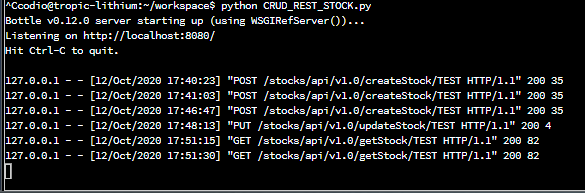 ^Ccodio@tropic-lithium:~/workspace$ python CRUD_REST_STOCK.py
Bottle v0.12.0 server starting up (using WSGIRefServer())...
Listening on http://localhost:8080/
Hit Ctrl-C to quit.
127.0.0.1 - - [12/Oct/2020 17:40:23] "POST /stocks/api/v1.0/createStock/TEST HTTP/1.1" 200 35
127.0.0.1 - - [12/Oct/2020 17:41:03] "POST /stocks/api/v1.0/createStock/TEST HTTP/1.1" 200 35
127.0.0.1 - - [12/Oct/2020 17:46:47] "POST /stocks/api/v1.0/createStock/TEST HTTP/1.1" 200 35
127.0.0.1 - - [12/Oct/2020 17:48:13] "PUT /stocks/api/v1.0/updateStock/TEST HTTP/1.1" 200 4
127.0.0.1 - - [12/Oct/2020 17:51:15] "GET /stocks/api/v1.0/getStock/TEST HTTP/1.1" 200 82
127.0.0.1 - - [12/Oct/2020 17:51:30] "GET /stocks/api/v1.0/getStock/TEST HTTP/1.1" 200 82